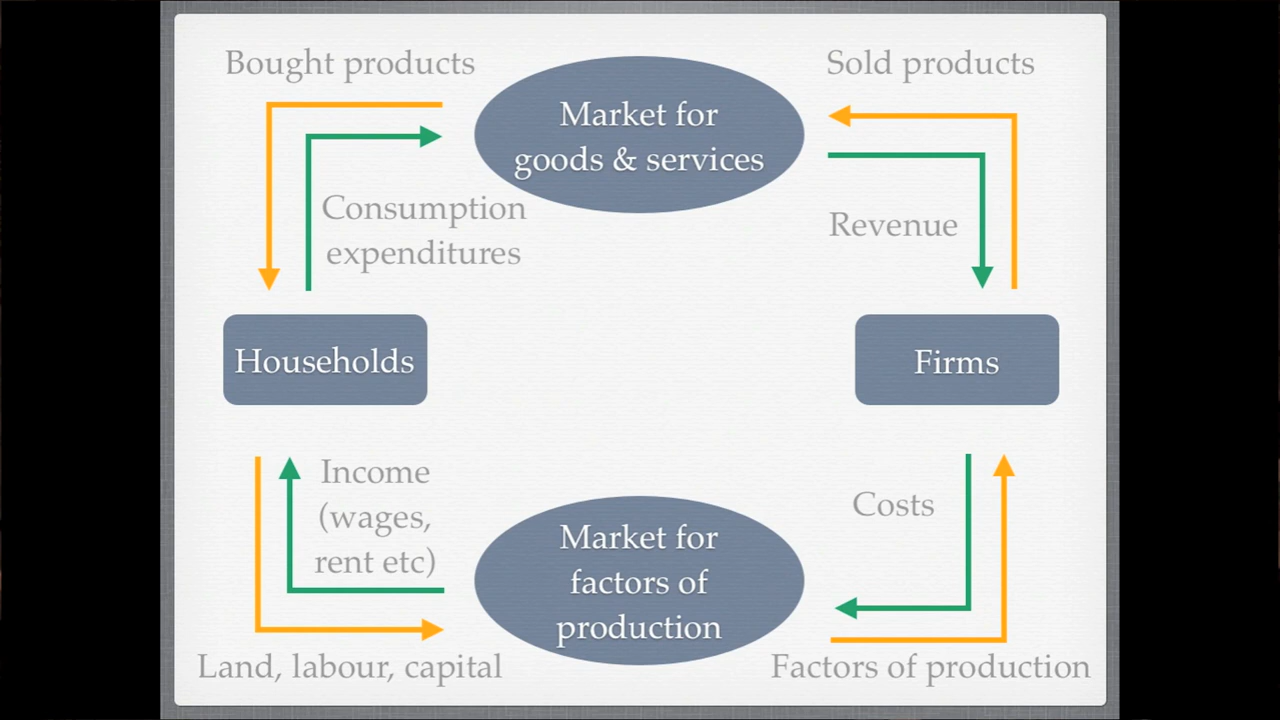 Bought products
Sold products
Market for
goods & services
Consumption
expenditures
Revenue
Households
Firms
Income
(wages,
rent etc)
Costs
Market for
factors of
production
Land, labour, capital
Factors of production